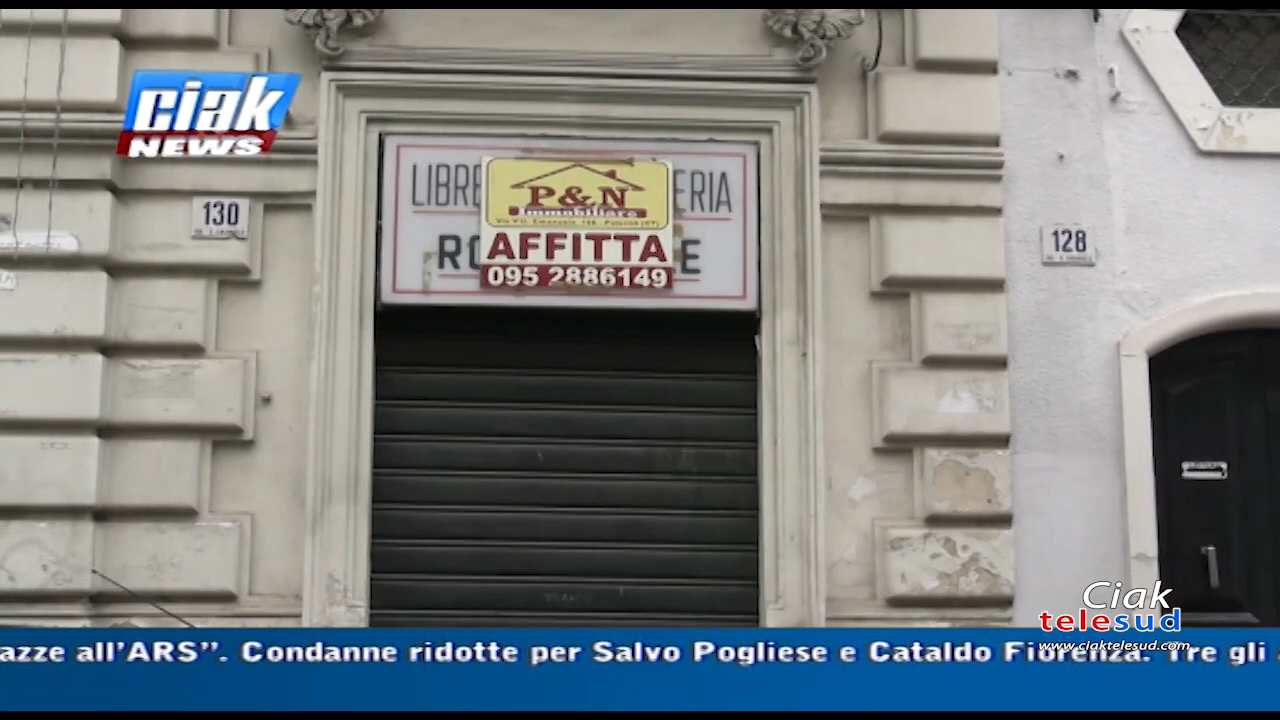 ciak
NEWS
LIBRE ERIA
P&N
Immobiliare
AFFITTA
095 2886149
RO E
130
128
Ciak
telesud
www.ciaktelesud.com
azze all'ARS". Condanne ridotte per Salvo Pogliese e Cataldo Fiorenza. Tre gli